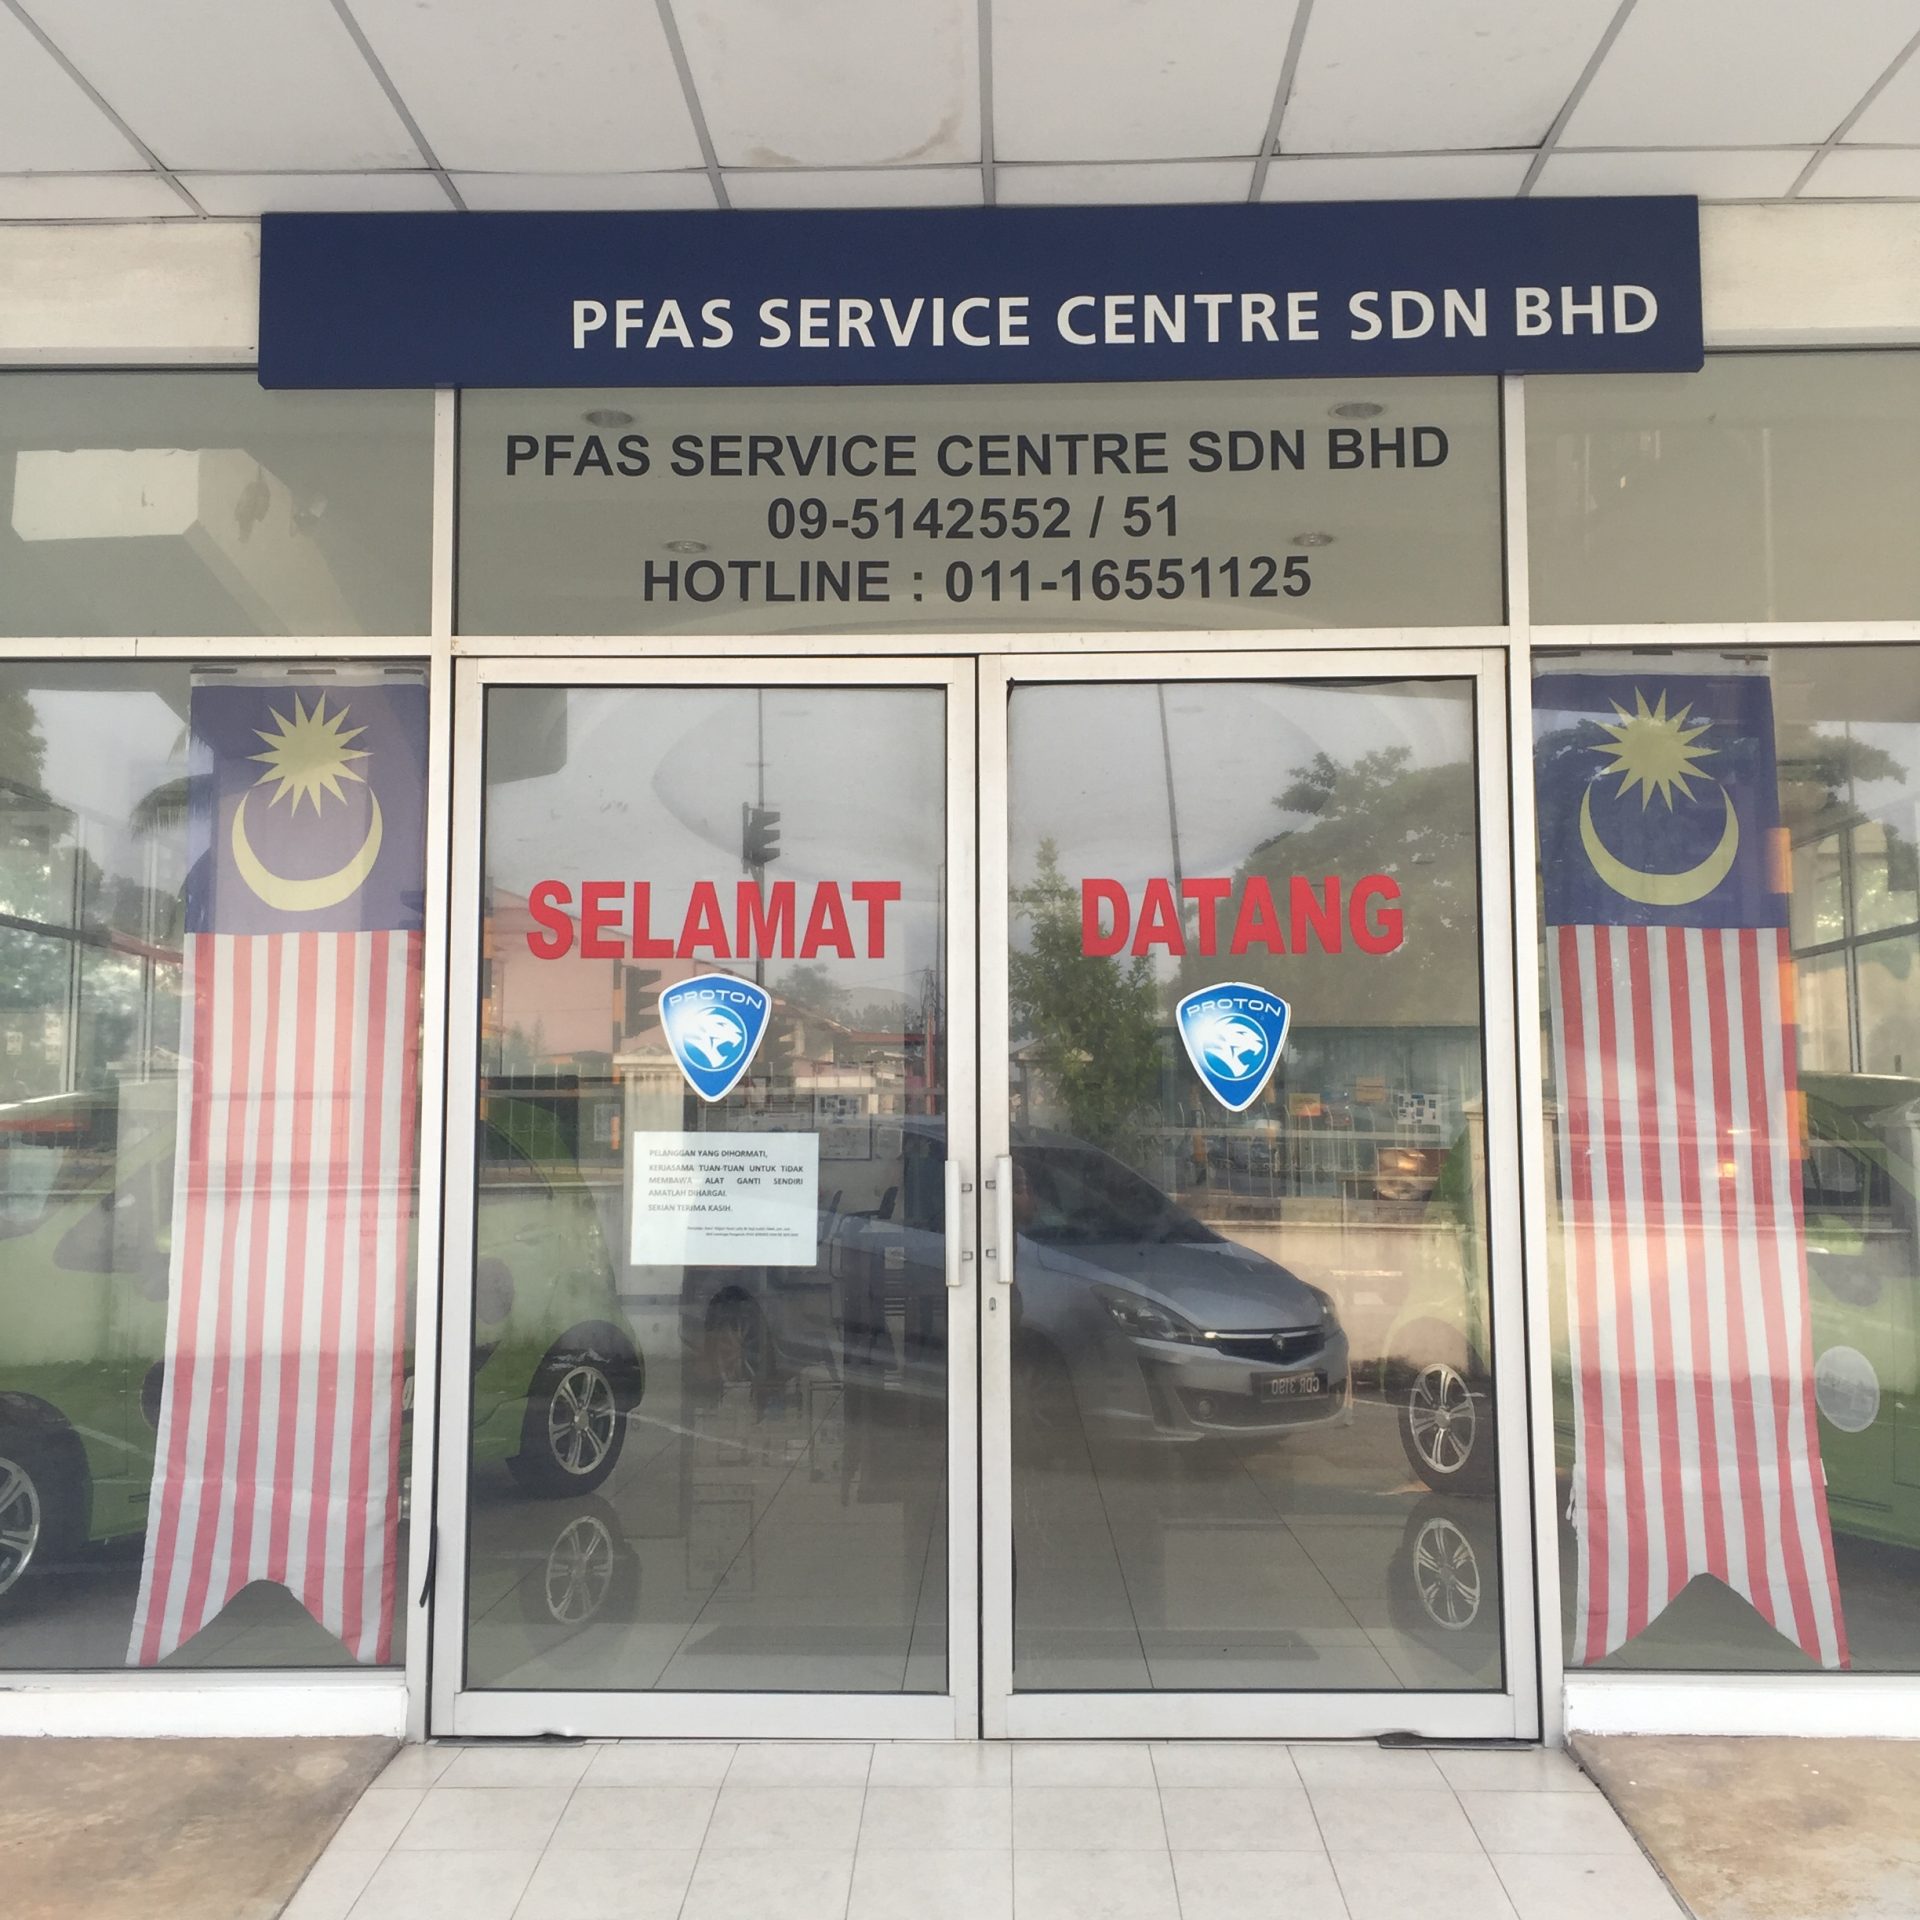 PFAS SERVICE CENTRE SDN BHD
PFAS SERVICE CENTRE SDN BHD
09-5142552 / 51
HOTLINE : 011-16551125
SELAMAT DATANG
PROTON PROTON
PELANGGAN YANG DIHORMATI,
KERJASAMA TUAN-TUAN UNTUK TIDAK
MEMBAWA ALAT GANTI SENDIRI
AMATLAH DIHARGAI.
SEKIAN TERIMA KASIH.